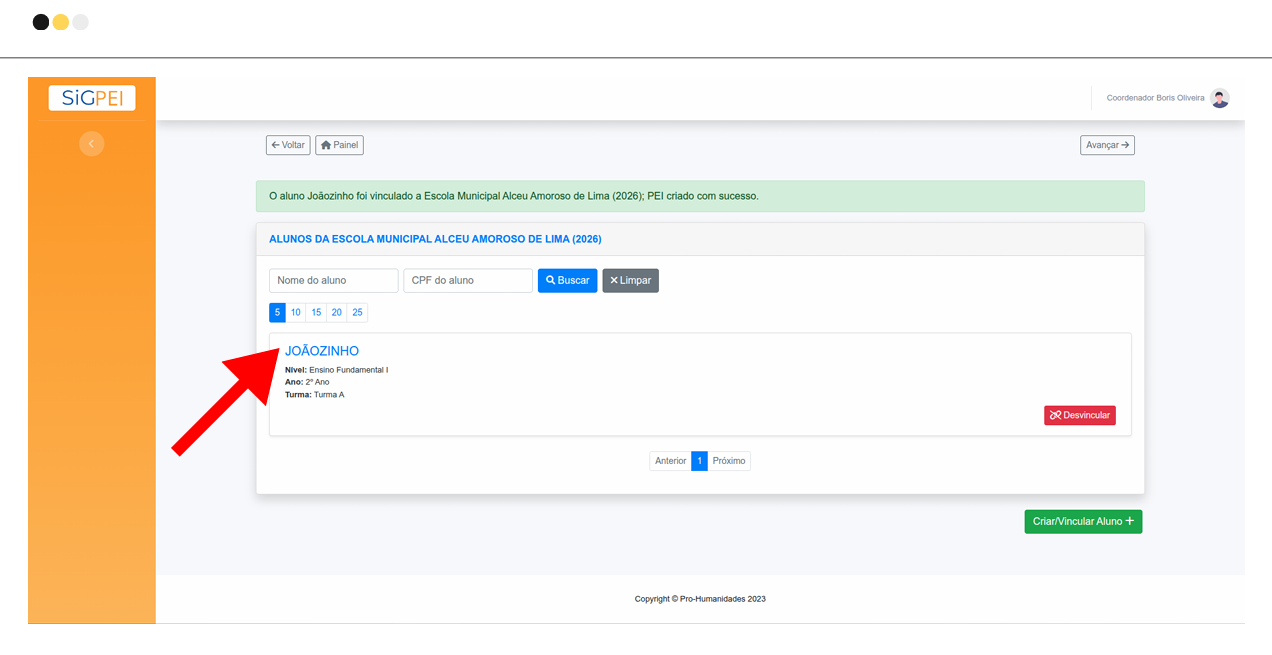 SiGPEI
Coordenador Boris Oliveira
Voltar
Painel
Avançar
O aluno Joãozinho foi vinculado a Escola Municipal Alceu Amoroso de Lima (2026); PEI criado com sucesso.
ALUNOS DA ESCOLA MUNICIPAL ALCEU AMOROSO DE LIMA (2026)
Nome do aluno
CPF do aluno
Buscar
Limpar
5 10 15 20 25
JOÃOZINHO
Nível: Ensino Fundamental I
Ano: 2º Ano
Turma: Turma A
Desvincular
Anterior 1 Próximo
Criar/Vincular Aluno +
Copyright © Pro-Humanidades 2023